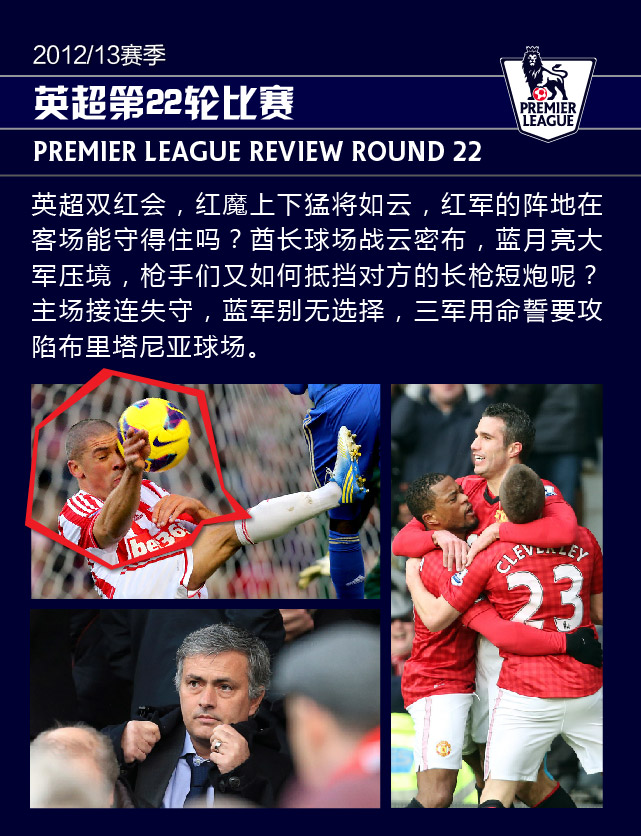 2012/13赛季
英超第22轮比赛
PREMIER LEAGUE REVIEW ROUND 22
PREMIER
LEAGUE
英超双红会，红魔上下猛将如云，红军的阵地在
客场能守得住吗？酋长球场战云密布，蓝月亮大
军压境，枪手们又如何抵挡对方的长枪短炮呢？
主场接连失守，蓝军别无选择，三军用命誓要攻
陷布里塔尼亚球场。
bet36
CLEVERLEY
23